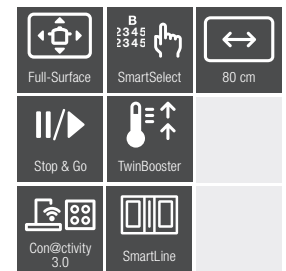 B
2345
2345
Full-Surface
SmartSelect
80 cm
Stop & Go
TwinBooster
Con@ctivity
3.0
SmartLine